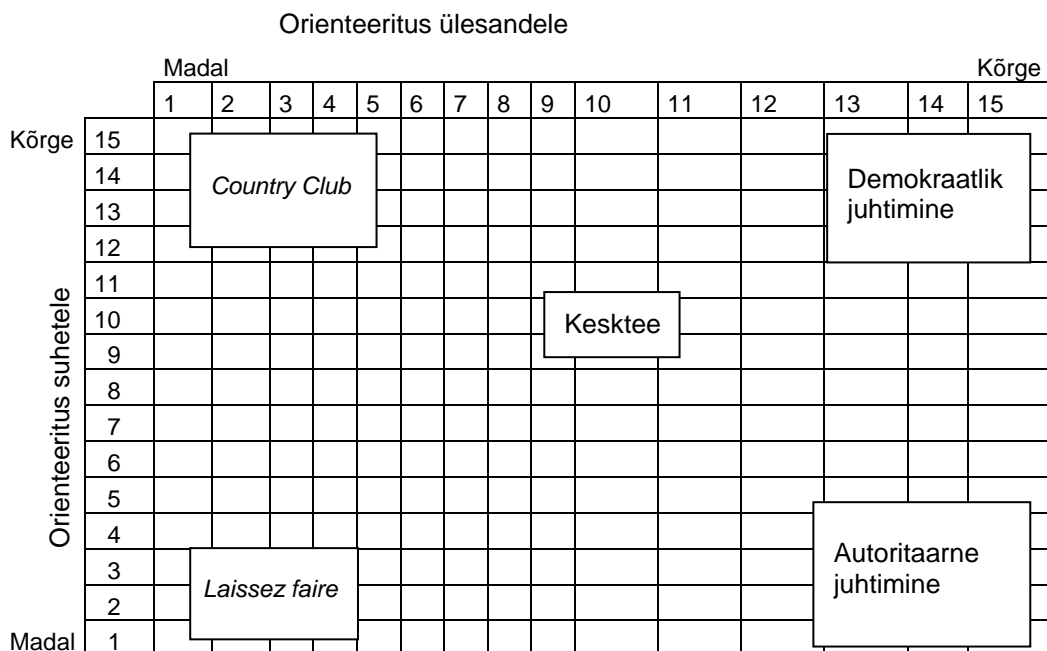 Orienteeritus ülesandele
Madal Kõrge
1 2 3 4 5 6 7 8 9 10 11 12 13 14 15
Kõrge 15
14
13
12
11
10
9
8
7
6
5
4
3
2
Madal 1
Orienteeritus suhetele
Country Club
Demokraatlik
juhtimine
Kesktee
Laissez faire
Autoritaarne
juhtimine